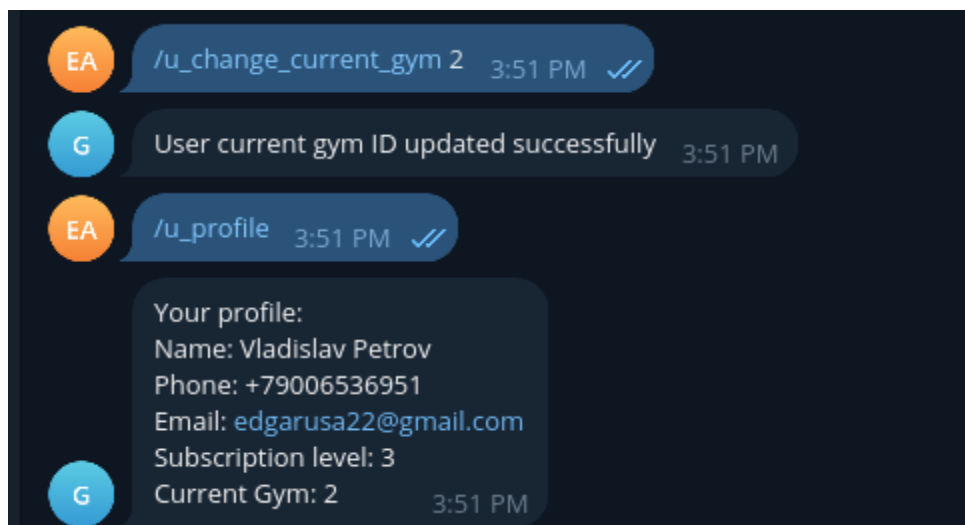 EA
/u_change_current_gym 2 3:51 PM
G
User current gym ID updated successfully 3:51 PM
EA
/u_profile 3:51 PM
Your profile:
Name: Vladislav Petrov
Phone: +79006536951
Email: edgarusa22@gmail.com
Subscription level: 3
G
Current Gym: 2 3:51 PM